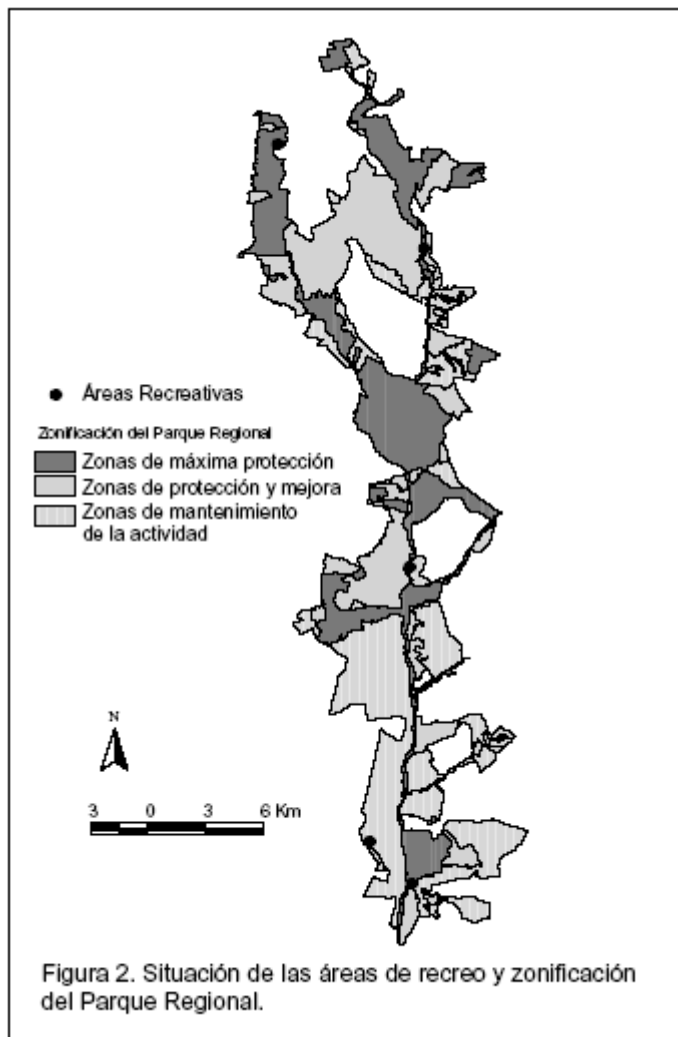 Áreas Recreativas
Zonificación del Parque Regional
Zonas de máxima protección
Zonas de protección y mejora
Zonas de mantenimiento
de la actividad
N
3 0 3 6 Km
Figura 2. Situación de las áreas de recreo y zonificación
del Parque Regional.